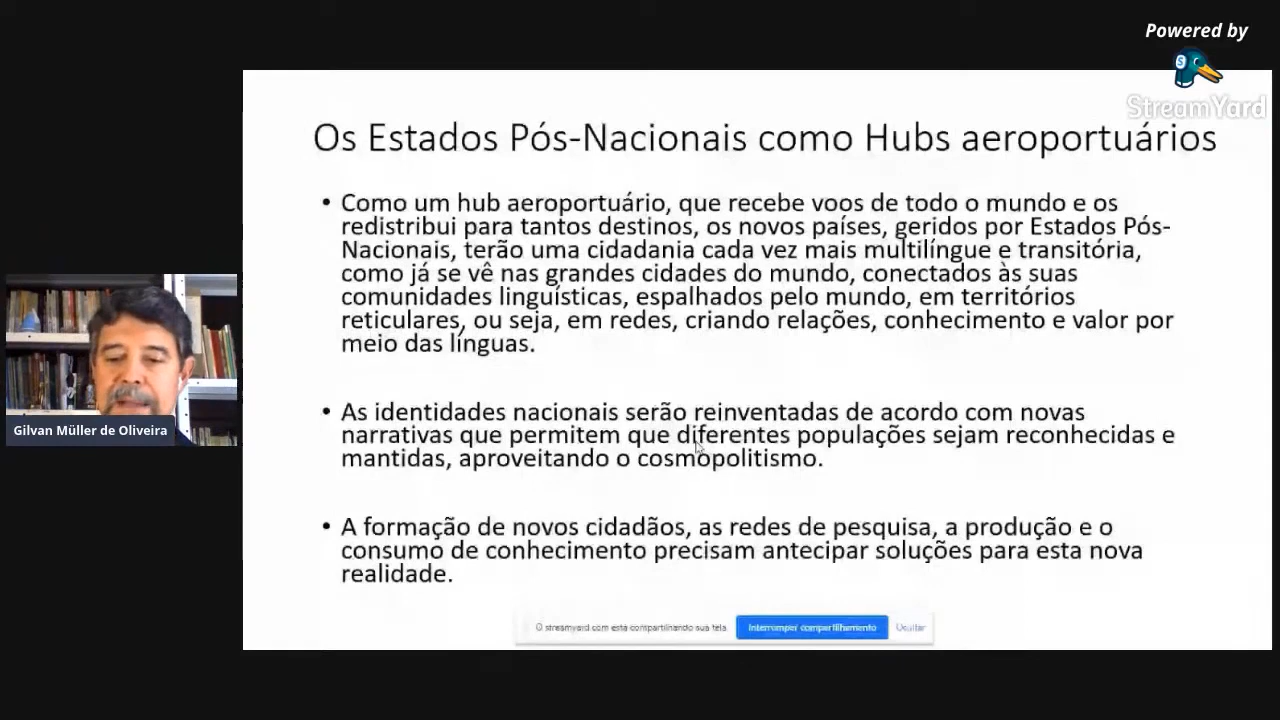 Powered by
StreamYard
Os Estados Pós-Nacionais como Hubs aeroportuários
• Como um hub aeroportuário, que recebe voos de todo o mundo e os
redistribui para tantos destinos, os novos países, geridos por Estados Pós-
Nacionais, terão uma cidadania cada vez mais multilíngue e transitória,
como já se vê nas grandes cidades do mundo, conectados às suas
comunidades linguísticas, espalhados pelo mundo, em territórios
reticulares, ou seja, em redes, criando relações, conhecimento e valor por
meio das línguas.
• As identidades nacionais serão reinventadas de acordo com novas
narrativas que permitem que diferentes populações sejam reconhecidas e
mantidas, aproveitando o cosmopolitismo.
• A formação de novos cidadãos, as redes de pesquisa, a produção e o
consumo de conhecimento precisam antecipar soluções para esta nova
realidade.
Gilvan Müller de Oliveira
O streamyard.com está compartilhando sua tela.
Interromper compartilhamento
Ocultar